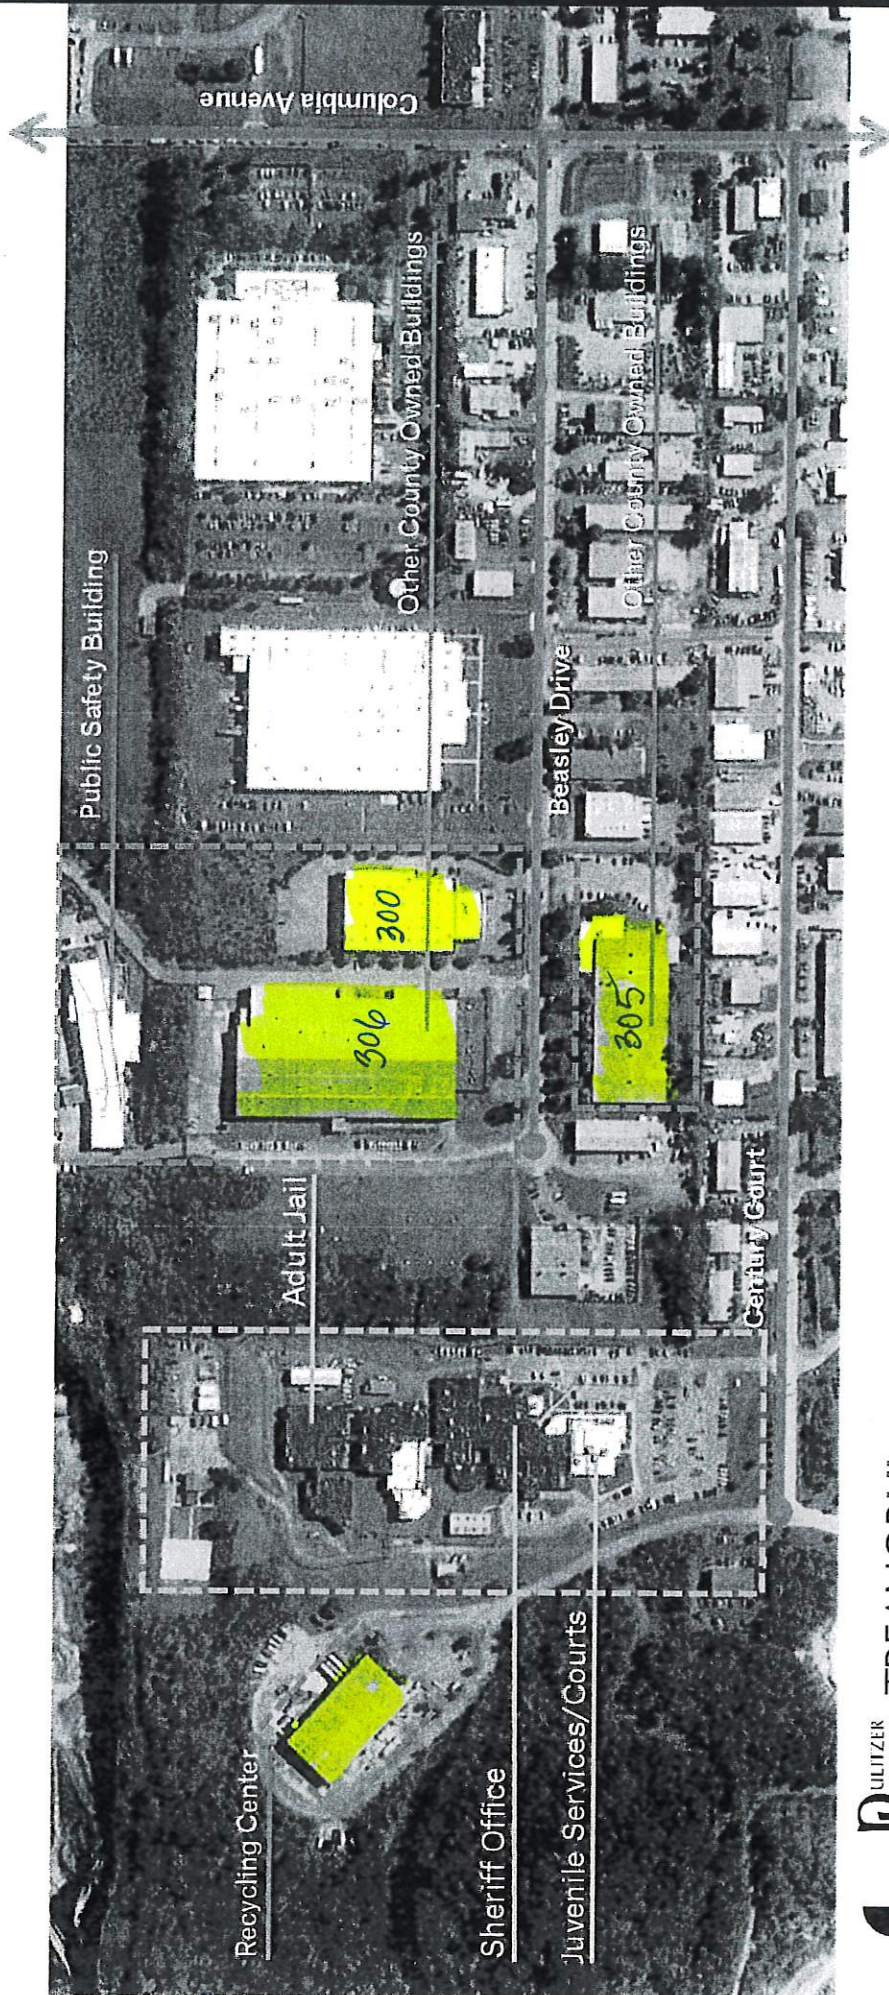 Columbia Avenue
Public Safety Building
Other County Owned Buildings
Other County Owned Buildings
Beasley Drive
300
306
305
Adult Jail
Century Court
Recycling Center
Sheriff Office
Juvenile Services/Courts
PULITZER